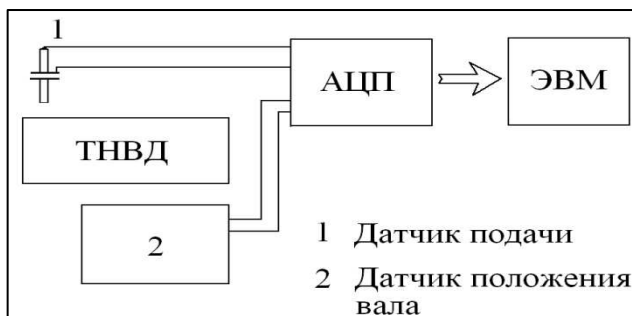 1
АЦП
ЭВМ
ТНВД
2
1 Датчик подачи
2 Датчик положения
вала